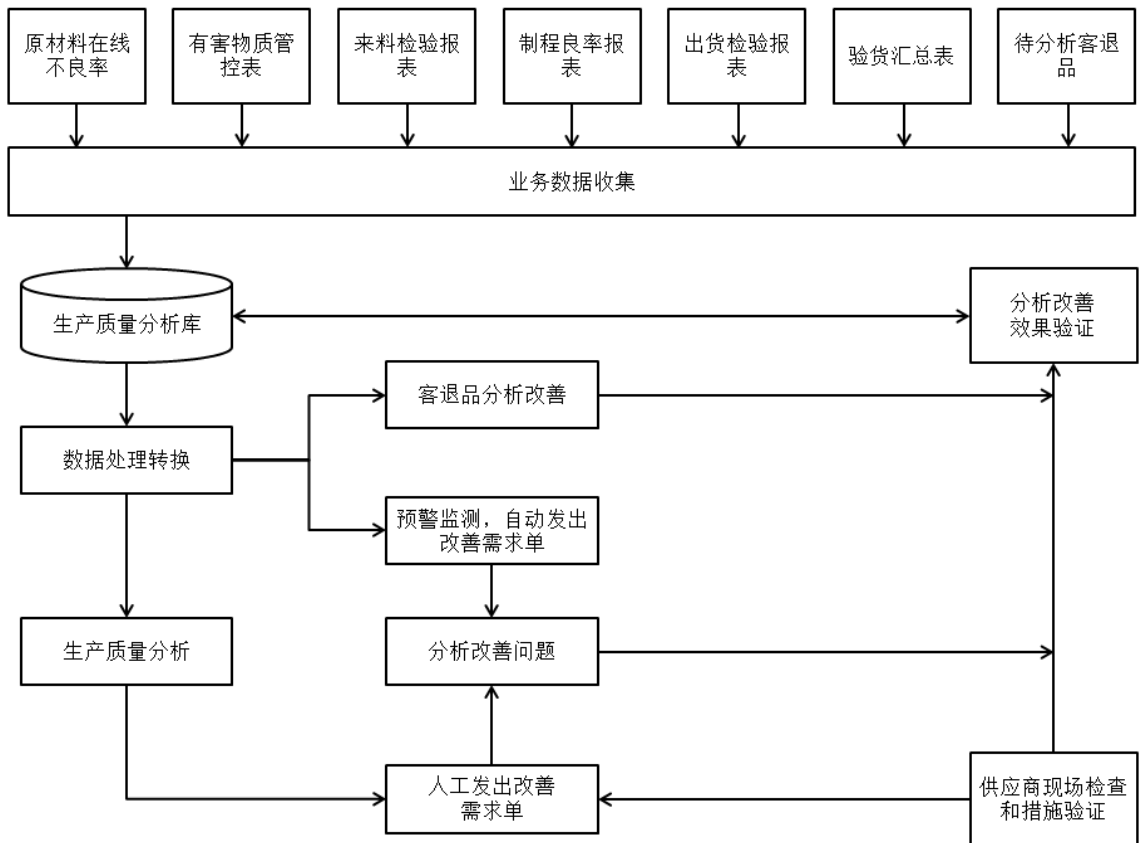 原材料在线
不良率
有害物质管
控表
来料检验报
表
制程良率报
表
出货检验报
表
验货汇总表
待分析客退
品
业务数据收集
生产质量分析库
分析改善
效果验证
客退品分析改善
数据处理转换
预警监测，自动发出
改善需求单
生产质量分析
分析改善问题
人工发出改善
需求单
供应商现场检查
和措施验证